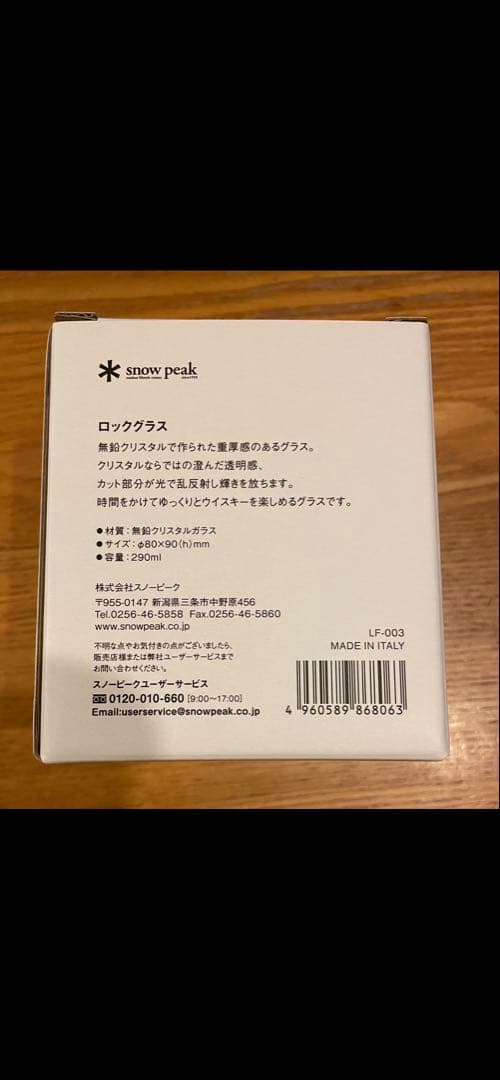 snow peak
ロックグラス
無鉛クリスタルで作られた重厚感のあるグラス。
クリスタルならではの澄んだ透明感、
カット部分が光で乱反射し輝きを放ちます。
時間をかけてゆっくりとウイスキーを楽しめるグラスです。
●材質：無鉛クリスタルガラス
●サイズ：φ80×90(h)mm
●容量：290ml
株式会社スノーピーク
〒955-0147 新潟県三条市中野原456
Tel.0256-46-5858 Fax.0256-46-5860
www.snowpeak.co.jp
不明な点やお気付きの点がございましたら、
販売店様または弊社ユーザーサービスまで
お問い合わせください。
スノーピークユーザーサービス
0120-010-660 [9:00〜17:00]
Email:userservice@snowpeak.co.jp
LF-003
MADE IN ITALY
4 960589 868063